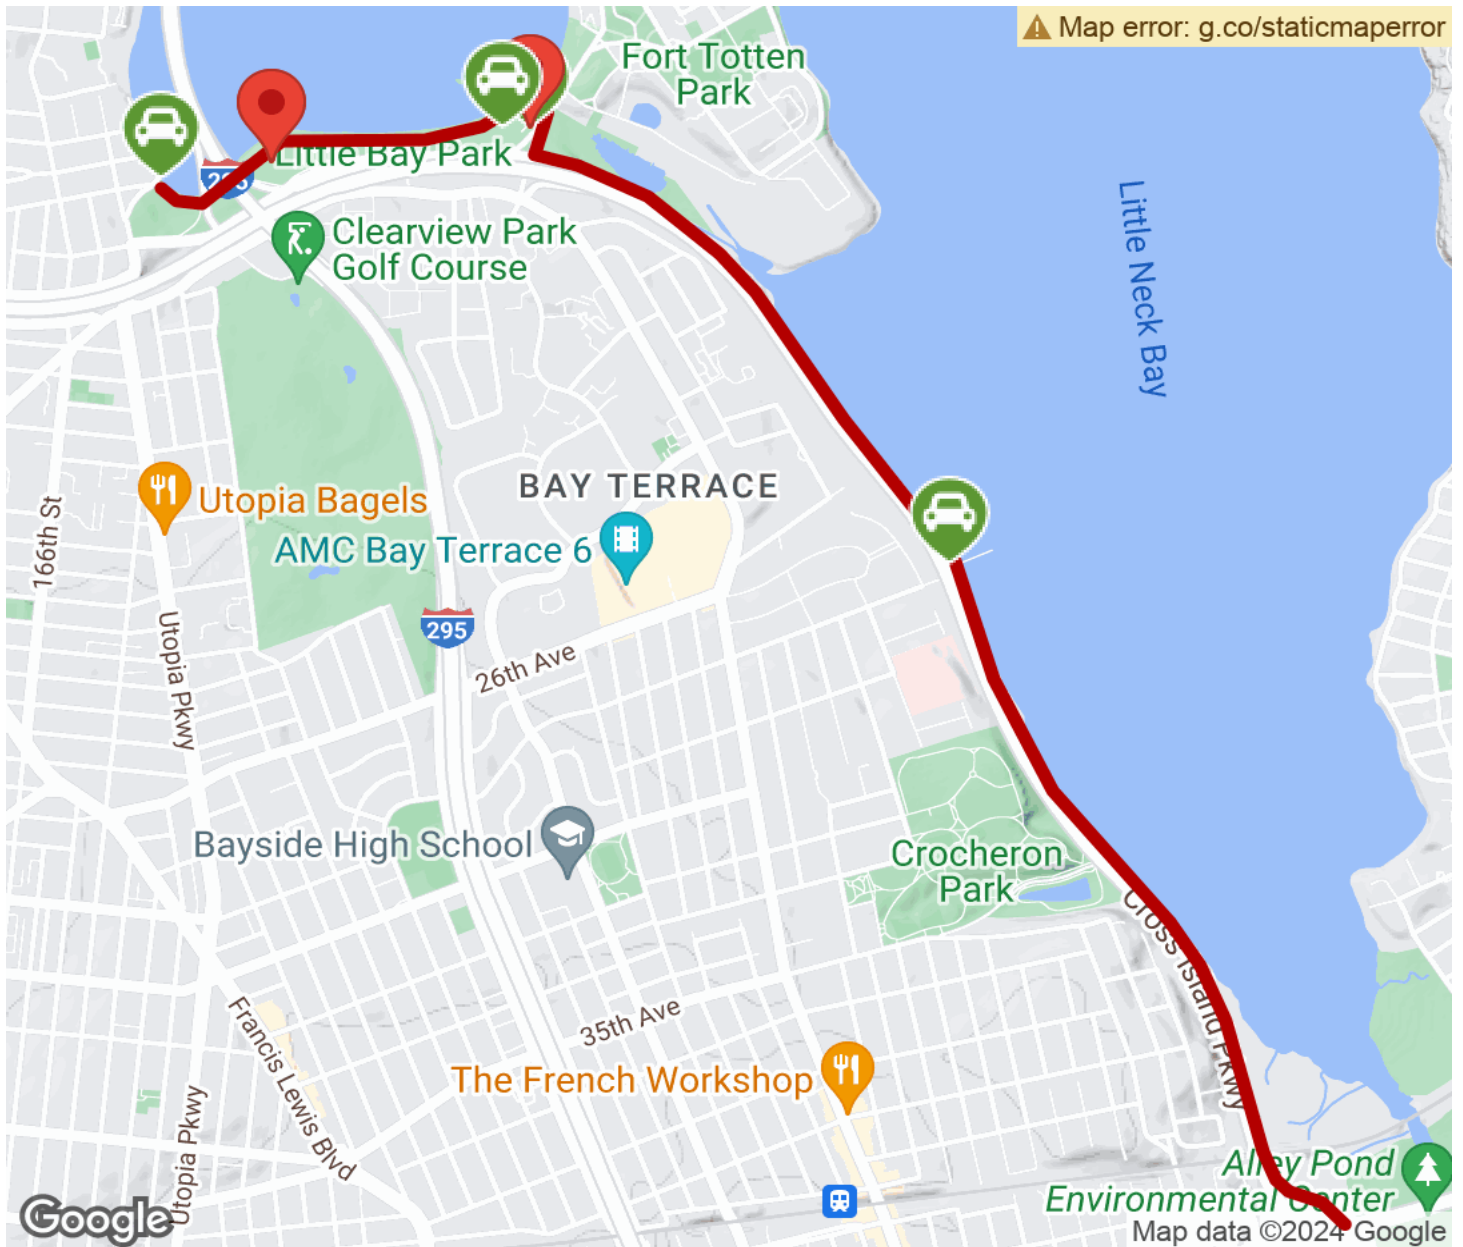 Map error: g.co/staticmaperror
Fort Totten
Park
Little Bay Park
295
Clearview Park
Golf Course
Little Neck Bay
BAY TERRACE
Utopia Bagels
AMC Bay Terrace 6
166th St
295
26th Ave
Utopia Pkwy
Bayside High School
Crocheron
Park
Cross Island Pkwy
35th Ave
Francis Lewis Blvd
The French Workshop
Utopia Pkwy
Alley Pond
Environmental Center
Google
Map data ©2024 Google